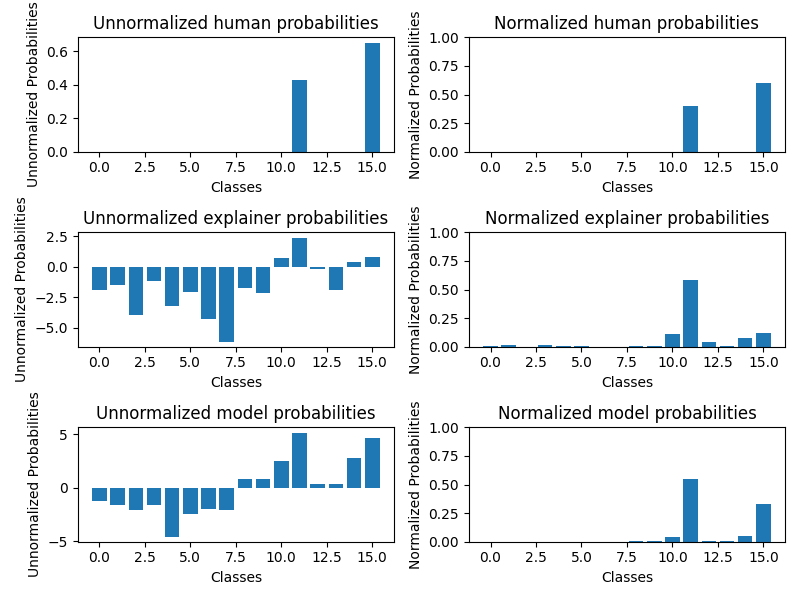 Unnormalized human probabilities
Unnormalized Probabilities
0.6
0.4
0.2
0.0
0.0 2.5 5.0 7.5 10.0 12.5 15.0
Classes
Normalized human probabilities
Normalized Probabilities
1.00
0.75
0.50
0.25
0.00
0.0 2.5 5.0 7.5 10.0 12.5 15.0
Classes
Unnormalized explainer probabilities
Unnormalized Probabilities
2.5
0.0
−2.5
−5.0
0.0 2.5 5.0 7.5 10.0 12.5 15.0
Classes
Normalized explainer probabilities
Normalized Probabilities
1.00
0.75
0.50
0.25
0.00
0.0 2.5 5.0 7.5 10.0 12.5 15.0
Classes
Unnormalized model probabilities
Unnormalized Probabilities
5
0
−5
0.0 2.5 5.0 7.5 10.0 12.5 15.0
Classes
Normalized model probabilities
Normalized Probabilities
1.00
0.75
0.50
0.25
0.00
0.0 2.5 5.0 7.5 10.0 12.5 15.0
Classes